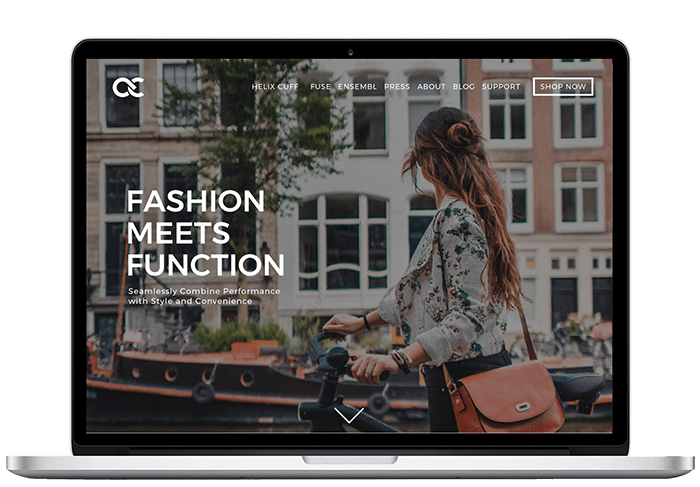 HELIX CUFF FUSE ENSEMBL PRESS ABOUT BLOG SUPPORT SHOP NOW
FASHION
MEETS
FUNCTION
Seamlessly Combine Performance
with Style and Convenience